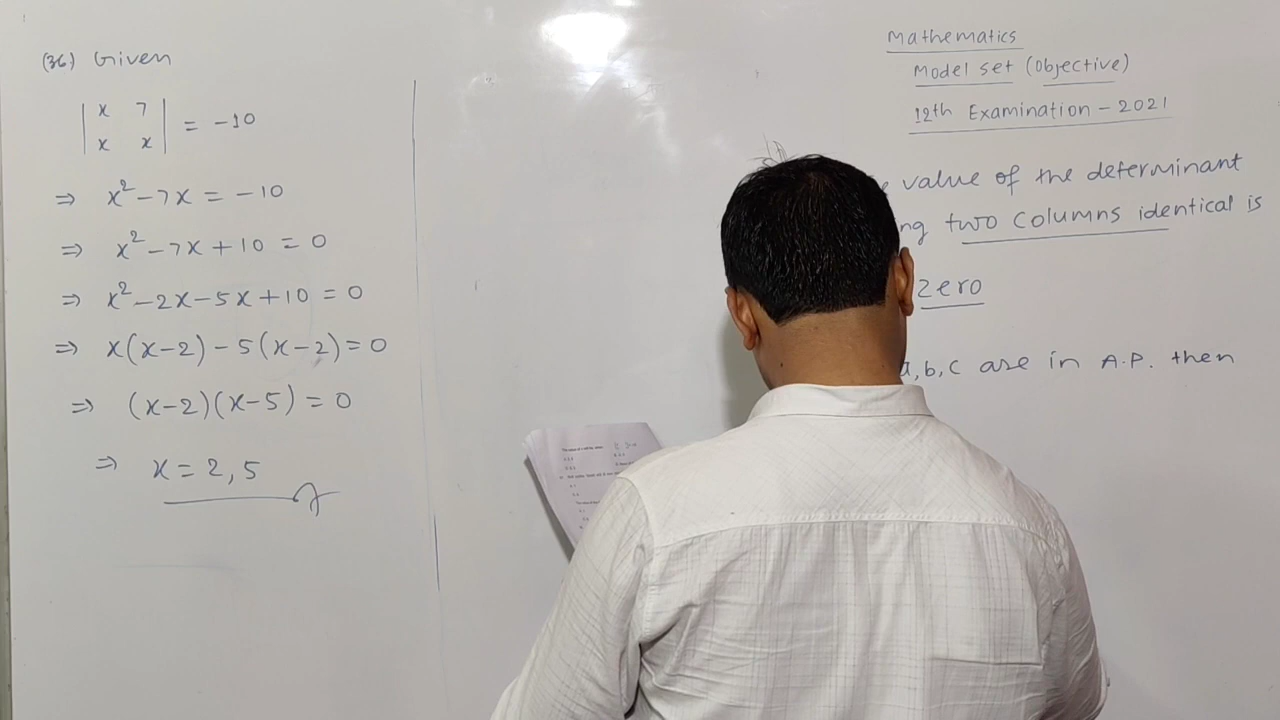 (36) Given
| x 7 | = -10
| x x |
⇒ x² - 7x = -10
⇒ x² - 7x + 10 = 0
⇒ x² - 2x - 5x + 10 = 0
⇒ x(x-2) - 5(x-2) = 0
⇒ (x-2)(x-5) = 0
⇒ x = 2, 5
Mathematics
Model set (Objective)
12th Examination - 2021
value of the determinant
ng two columns identical is
zero
a, b, c are in A.P. then